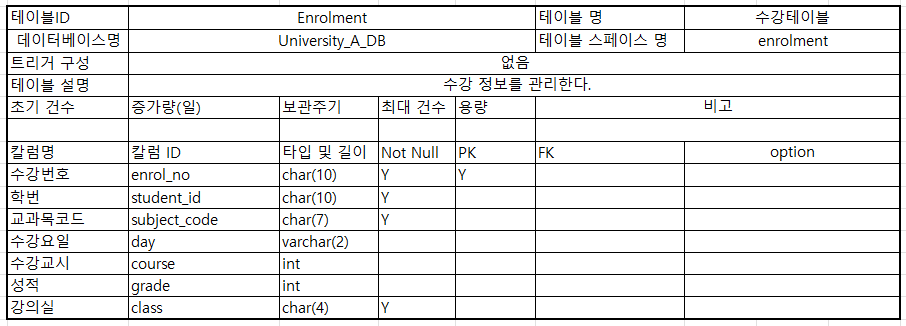 테이블ID Enrolment 테이블 명 수강테이블
데이터베이스명 University_A_DB 테이블 스페이스 명 enrolment
트리거 구성 없음
테이블 설명 수강 정보를 관리한다.
초기 건수 증가량(일) 보관주기 최대 건수 용량 비고
칼럼명 칼럼 ID 타입 및 길이 Not Null PK FK option
수강번호 enrol_no char(10) Y Y
학번 student_id char(10) Y
교과목코드 subject_code char(7) Y
수강요일 day varchar(2)
수강교시 course int
성적 grade int
강의실 class char(4) Y